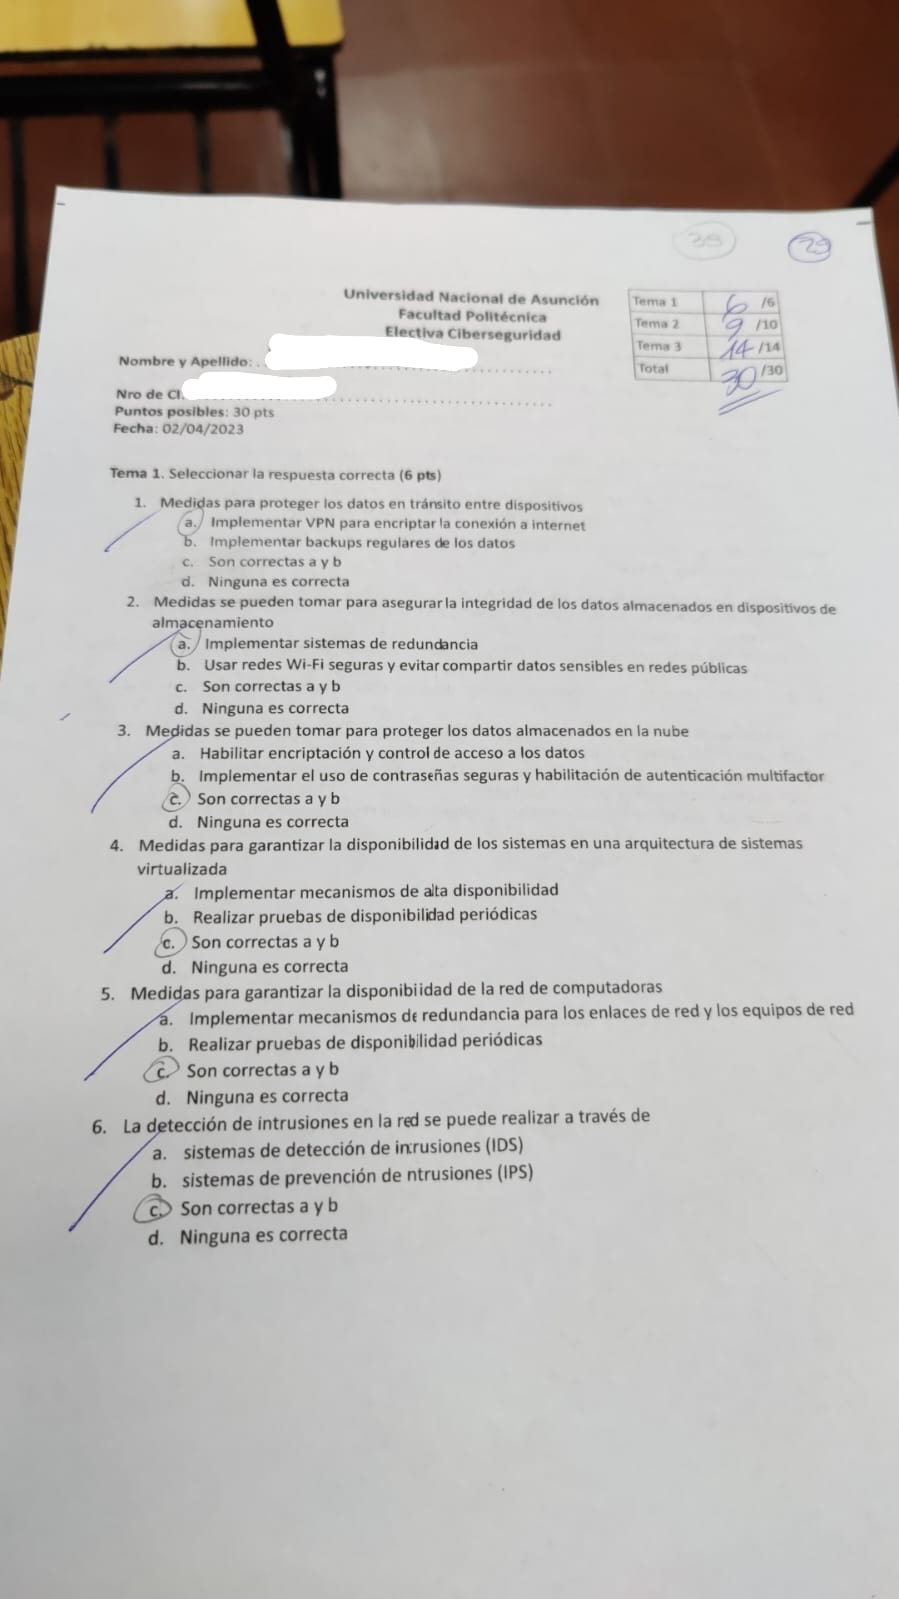 39
29
Universidad Nacional de Asunción
Facultad Politécnica
Electiva Ciberseguridad
Tema 1 6 /6
Tema 2 9 /10
Tema 3 14 /14
Total 30 /30
Nombre y Apellido:
Nro de CI.
Puntos posibles: 30 pts
Fecha: 02/04/2023
Tema 1. Seleccionar la respuesta correcta (6 pts)
1. Medidas para proteger los datos en tránsito entre dispositivos
a. Implementar VPN para encriptar la conexión a internet
b. Implementar backups regulares de los datos
c. Son correctas a y b
d. Ninguna es correcta
2. Medidas se pueden tomar para asegurar la integridad de los datos almacenados en dispositivos de
almacenamiento
a. Implementar sistemas de redundancia
b. Usar redes Wi-Fi seguras y evitar compartir datos sensibles en redes públicas
c. Son correctas a y b
d. Ninguna es correcta
3. Medidas se pueden tomar para proteger los datos almacenados en la nube
a. Habilitar encriptación y control de acceso a los datos
b. Implementar el uso de contraseñas seguras y habilitación de autenticación multifactor
c. Son correctas a y b
d. Ninguna es correcta
4. Medidas para garantizar la disponibilidad de los sistemas en una arquitectura de sistemas
virtualizada
a. Implementar mecanismos de alta disponibilidad
b. Realizar pruebas de disponibilidad periódicas
c. Son correctas a y b
d. Ninguna es correcta
5. Medidas para garantizar la disponibilidad de la red de computadoras
a. Implementar mecanismos de redundancia para los enlaces de red y los equipos de red
b. Realizar pruebas de disponibilidad periódicas
c. Son correctas a y b
d. Ninguna es correcta
6. La detección de intrusiones en la red se puede realizar a través de
a. sistemas de detección de intrusiones (IDS)
b. sistemas de prevención de ntrusiones (IPS)
c. Son correctas a y b
d. Ninguna es correcta